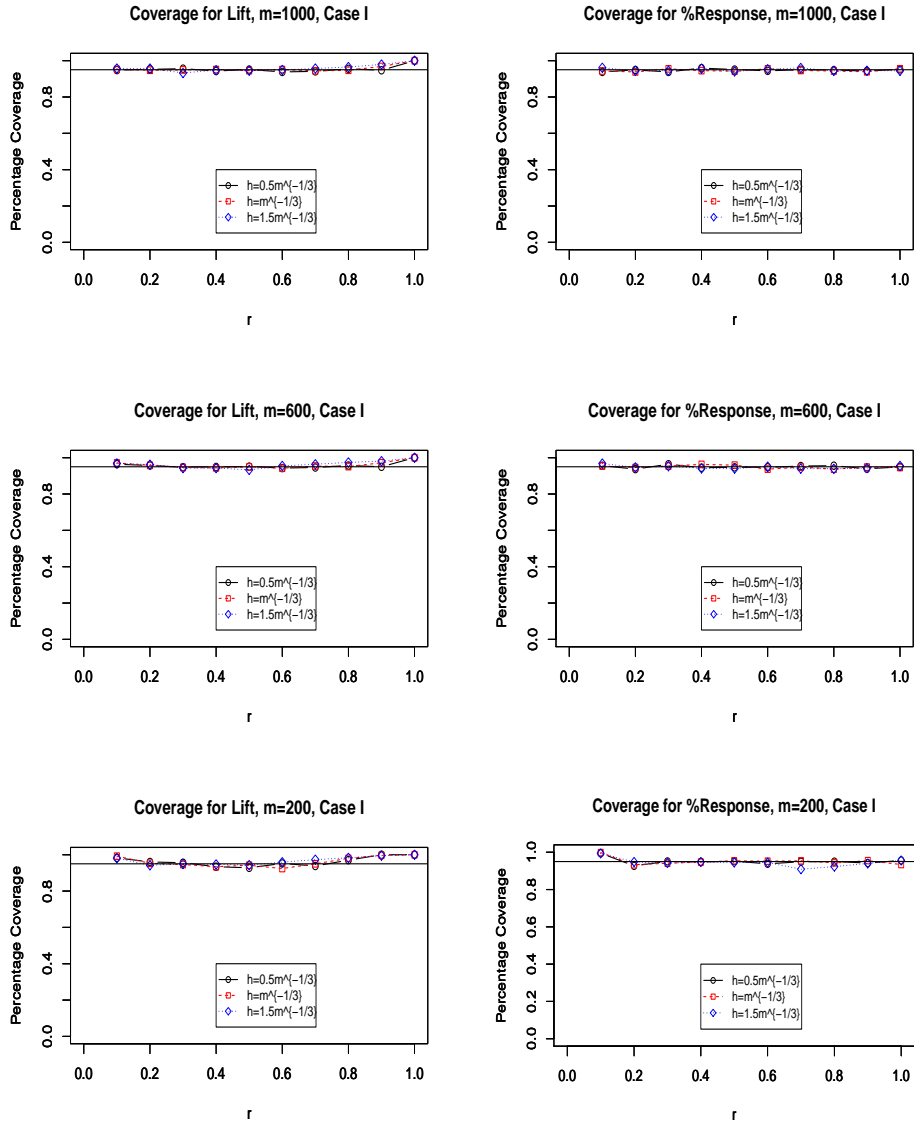 Coverage for Lift, m=1000, Case I
Percentage Coverage
0.0 0.4 0.8
h=0.5m^{−1/3}
h=m^{−1/3}
h=1.5m^{−1/3}
0.0 0.2 0.4 0.6 0.8 1.0
r
Coverage for %Response, m=1000, Case I
Percentage Coverage
0.0 0.4 0.8
h=0.5m^{−1/3}
h=m^{−1/3}
h=1.5m^{−1/3}
0.0 0.2 0.4 0.6 0.8 1.0
r
Coverage for Lift, m=600, Case I
Percentage Coverage
0.0 0.4 0.8
h=0.5m^{−1/3}
h=m^{−1/3}
h=1.5m^{−1/3}
0.0 0.2 0.4 0.6 0.8 1.0
r
Coverage for %Response, m=600, Case I
Percentage Coverage
0.0 0.4 0.8
h=0.5m^{−1/3}
h=m^{−1/3}
h=1.5m^{−1/3}
0.0 0.2 0.4 0.6 0.8 1.0
r
Coverage for Lift, m=200, Case I
Percentage Coverage
0.0 0.4 0.8
h=0.5m^{−1/3}
h=m^{−1/3}
h=1.5m^{−1/3}
0.0 0.2 0.4 0.6 0.8 1.0
r
Coverage for %Response, m=200, Case I
Percentage Coverage
0.0 0.2 0.4 0.6 0.8 1.0
h=0.5m^{−1/3}
h=m^{−1/3}
h=1.5m^{−1/3}
0.0 0.2 0.4 0.6 0.8 1.0
r